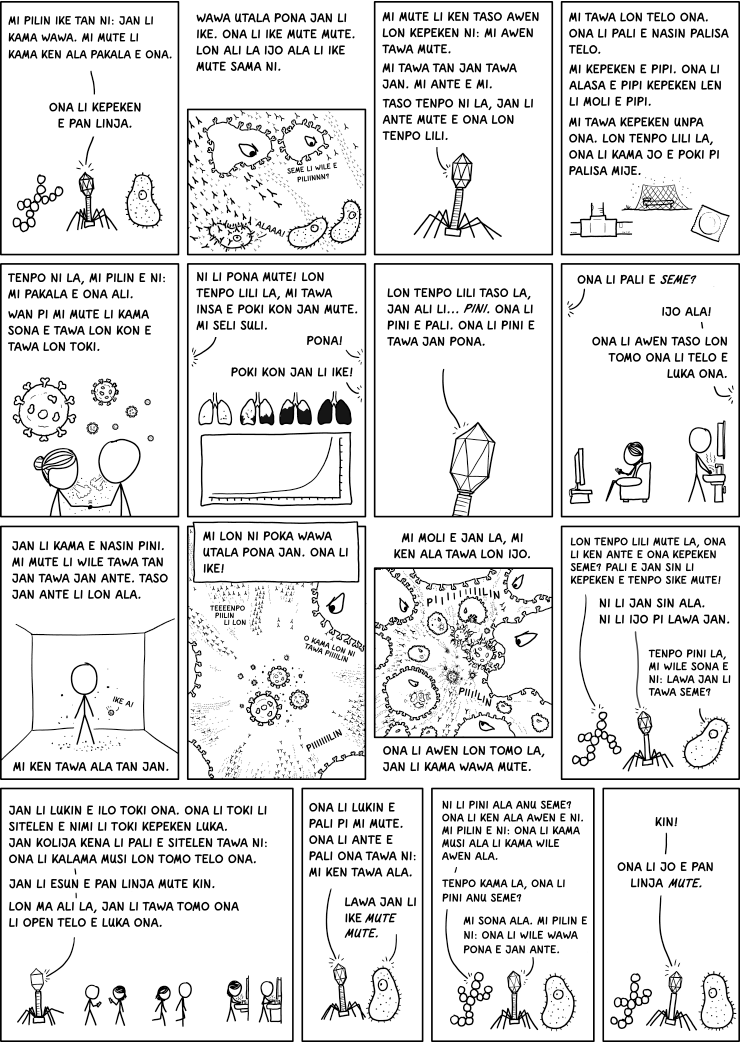 MI PILIN IKE TAN NI: JAN LI
KAMA WAWA. MI MUTE LI
KAMA KEN ALA PAKALA E ONA.
ONA LI KEPEKEN
E PAN LINJA.
WAWA UTALA PONA JAN LI
IKE. ONA LI IKE MUTE MUTE.
LON ALI LA IJO ALA LI IKE
MUTE SAMA NI.
SEME LI WILE E
PILIINNN?
ALAAA!
MI MUTE LI KEN TASO AWEN
LON KEPEKEN NI: MI AWEN
TAWA MUTE.
MI TAWA TAN JAN TAWA
JAN. MI ANTE E MI.
TASO TENPO NI LA, JAN LI
ANTE MUTE E ONA LON
TENPO LILI.
MI TAWA LON TELO ONA.
ONA LI PALI E NASIN PALISA
TELO.
MI KEPEKEN E PIPI. ONA LI
ALASA E PIPI KEPEKEN LEN
LI MOLI E PIPI.
MI TAWA KEPEKEN UNPA
ONA. LON TENPO LILI LA,
ONA LI KAMA JO E POKI PI
PALISA MIJE.
TENPO NI LA, MI PILIN E NI:
MI PAKALA E ONA ALI.
WAN PI MI MUTE LI KAMA
SONA E TAWA LON KON E
TAWA LON TOKI.
NI LI PONA MUTE! LON
TENPO LILI LA, MI TAWA
INSA E POKI KON JAN MUTE.
MI SELI SULI.
PONA!
POKI KON JAN LI IKE!
LON TENPO LILI TASO LA,
JAN ALI LI... PINI. ONA LI
PINI E PALI. ONA LI PINI E
TAWA JAN PONA.
ONA LI PALI E SEME?
IJO ALA!
ONA LI AWEN TASO LON
TOMO ONA LI TELO E
LUKA ONA.
JAN LI KAMA E NASIN PINI.
MI MUTE LI WILE TAWA TAN
JAN TAWA JAN ANTE. TASO
JAN ANTE LI LON ALA.
IKE A!
MI KEN TAWA ALA TAN JAN.
MI LON NI POKA WAWA
UTALA PONA JAN. ONA LI
IKE!
TEEEENPO
PIILIN
LI LON
O KAMA LON NI
TAWA PIIIILIN
PIIIIIILIN
MI MOLI E JAN LA, MI
KEN ALA TAWA LON IJO.
PIIIIIIILIN
PIIIILIN
ONA LI AWEN LON TOMO LA,
JAN LI KAMA WAWA MUTE.
LON TENPO LILI MUTE LA, ONA
LI KEN ANTE E ONA KEPEKEN
SEME? PALI E JAN SIN LI
KEPEKEN E TENPO SIKE MUTE!
NI LI JAN SIN ALA.
NI LI IJO PI LAWA JAN.
TENPO PINI LA,
MI WILE SONA E
NI: LAWA JAN LI
TAWA SEME?
JAN LI LUKIN E ILO TOKI ONA. ONA LI TOKI LI
SITELEN E NIMI LI TOKI KEPEKEN LUKA.
JAN KOLIJA KENA LI PALI E SITELEN TAWA NI:
ONA LI KALAMA MUSI LON TOMO TELO ONA.
JAN LI ESUN E PAN LINJA MUTE KIN.
LON MA ALI LA, JAN LI TAWA TOMO ONA
LI OPEN TELO E LUKA ONA.
ONA LI LUKIN E
PALI PI MI MUTE.
ONA LI ANTE E
PALI ONA TAWA NI:
MI KEN TAWA ALA.
LAWA JAN LI
IKE MUTE
MUTE.
NI LI PINI ALA ANU SEME?
ONA LI KEN ALA AWEN E NI.
MI PILIN E NI: ONA LI KAMA
MUSI ALA LI KAMA WILE
AWEN ALA.
TENPO KAMA LA, ONA LI
PINI ANU SEME?
MI SONA ALA. MI PILIN E
NI: ONA LI WILE WAWA
PONA E JAN ANTE.
KIN!
ONA LI JO E PAN
LINJA MUTE.